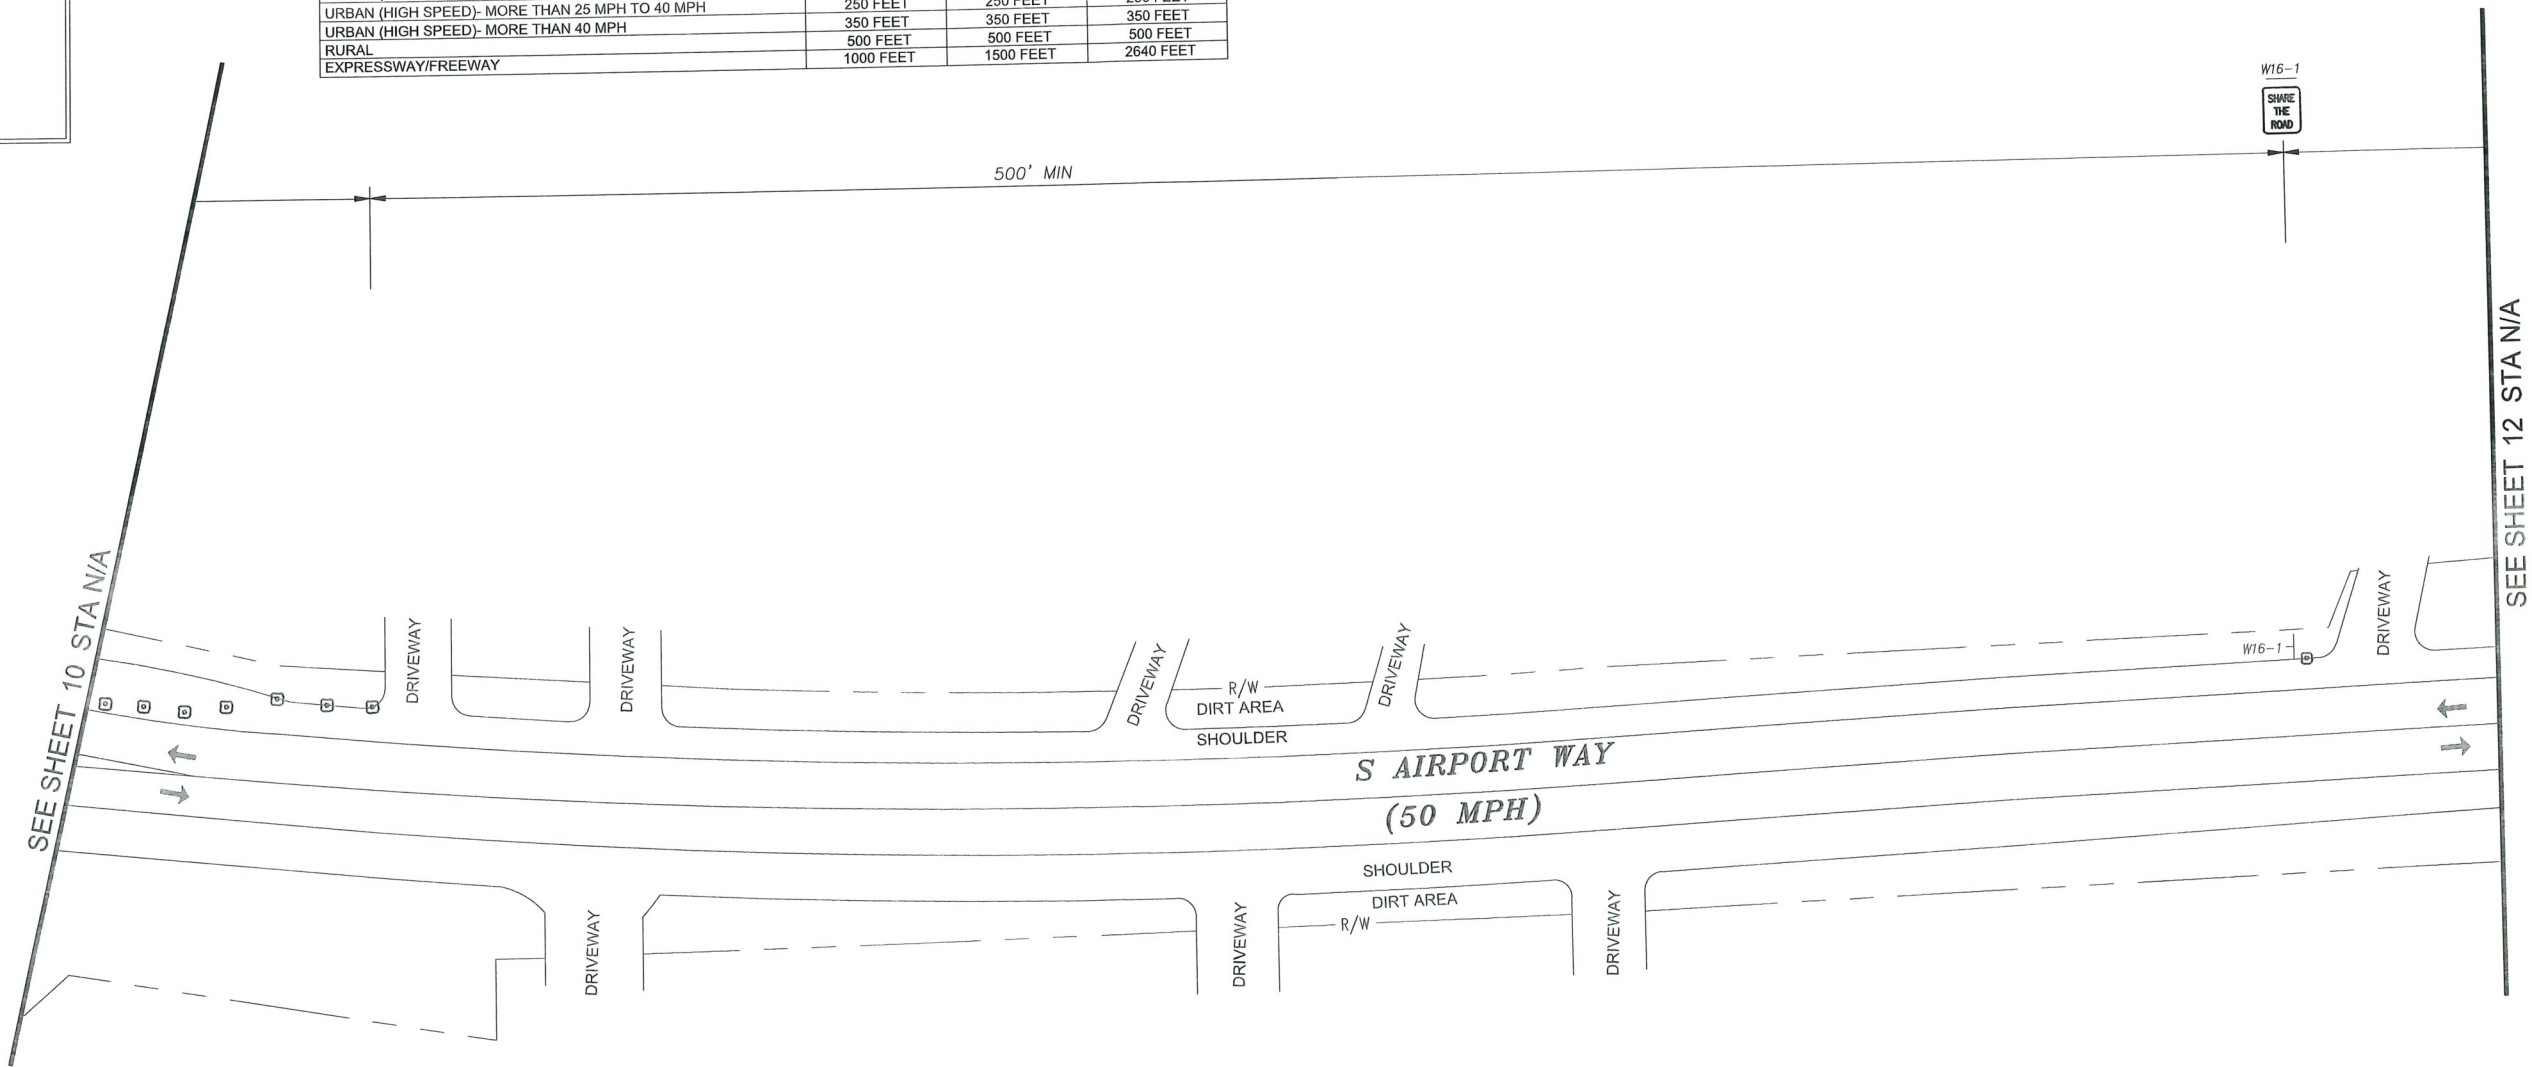 URBAN (HIGH SPEED)- MORE THAN 25 MPH TO 40 MPH 250 FEET 250 FEET
URBAN (HIGH SPEED)- MORE THAN 40 MPH 350 FEET 350 FEET 350 FEET
RURAL 500 FEET 500 FEET 500 FEET
EXPRESSWAY/FREEWAY 1000 FEET 1500 FEET 2640 FEET
W16-1
SHARE
THE
ROAD
500' MIN
SEE SHEET 10 STA N/A
SEE SHEET 12 STA N/A
DRIVEWAY
DRIVEWAY
DRIVEWAY
DRIVEWAY
DRIVEWAY
W16-1
R/W
DIRT AREA
SHOULDER
S AIRPORT WAY
(50 MPH)
SHOULDER
DIRT AREA
R/W
DRIVEWAY
DRIVEWAY
DRIVEWAY